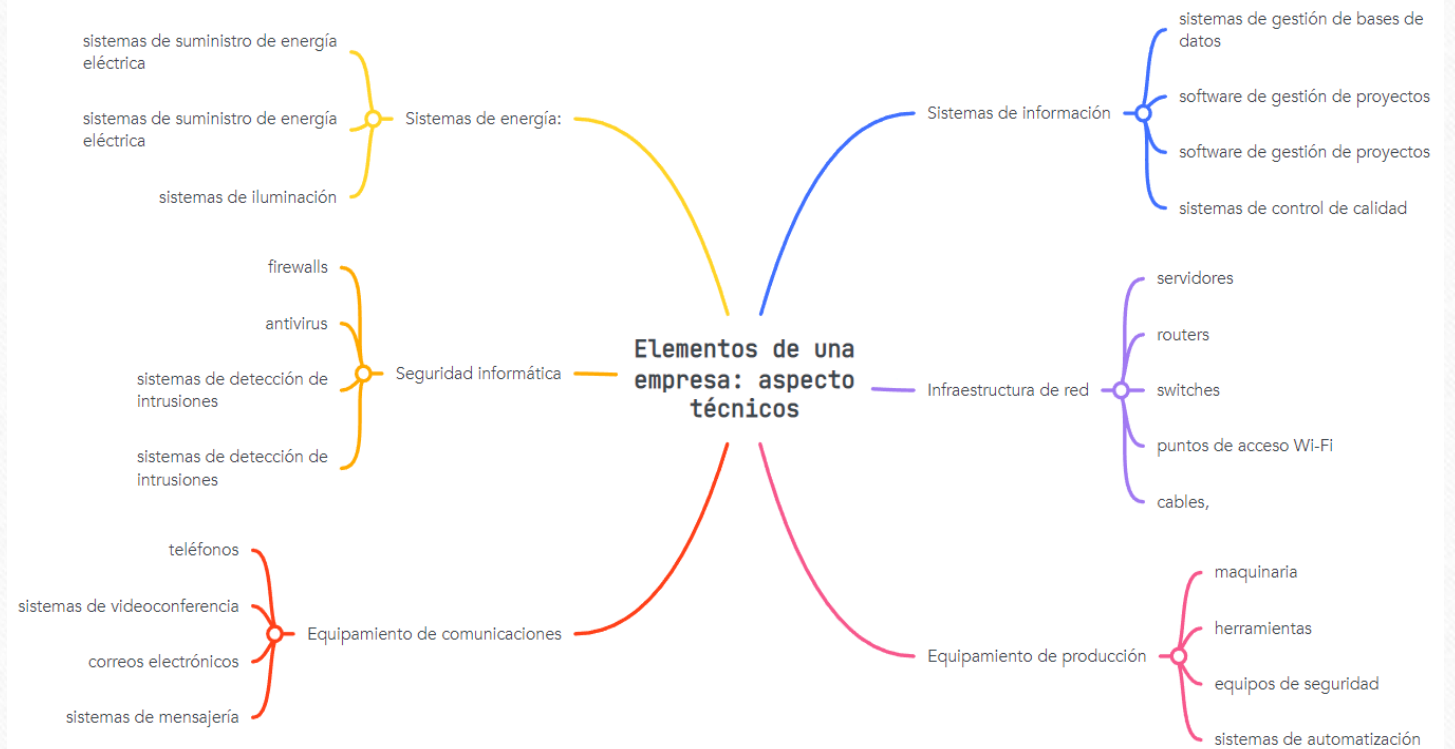 Elementos de una
empresa: aspecto
técnicos
Sistemas de energía:
sistemas de suministro de energía
eléctrica
sistemas de suministro de energía
eléctrica
sistemas de iluminación
Seguridad informática
firewalls
antivirus
sistemas de detección de
intrusiones
sistemas de detección de
intrusiones
Equipamiento de comunicaciones
teléfonos
sistemas de videoconferencia
correos electrónicos
sistemas de mensajería
Sistemas de información
sistemas de gestión de bases de
datos
software de gestión de proyectos
software de gestión de proyectos
sistemas de control de calidad
Infraestructura de red
servidores
routers
switches
puntos de acceso Wi-Fi
cables,
Equipamiento de producción
maquinaria
herramientas
equipos de seguridad
sistemas de automatización